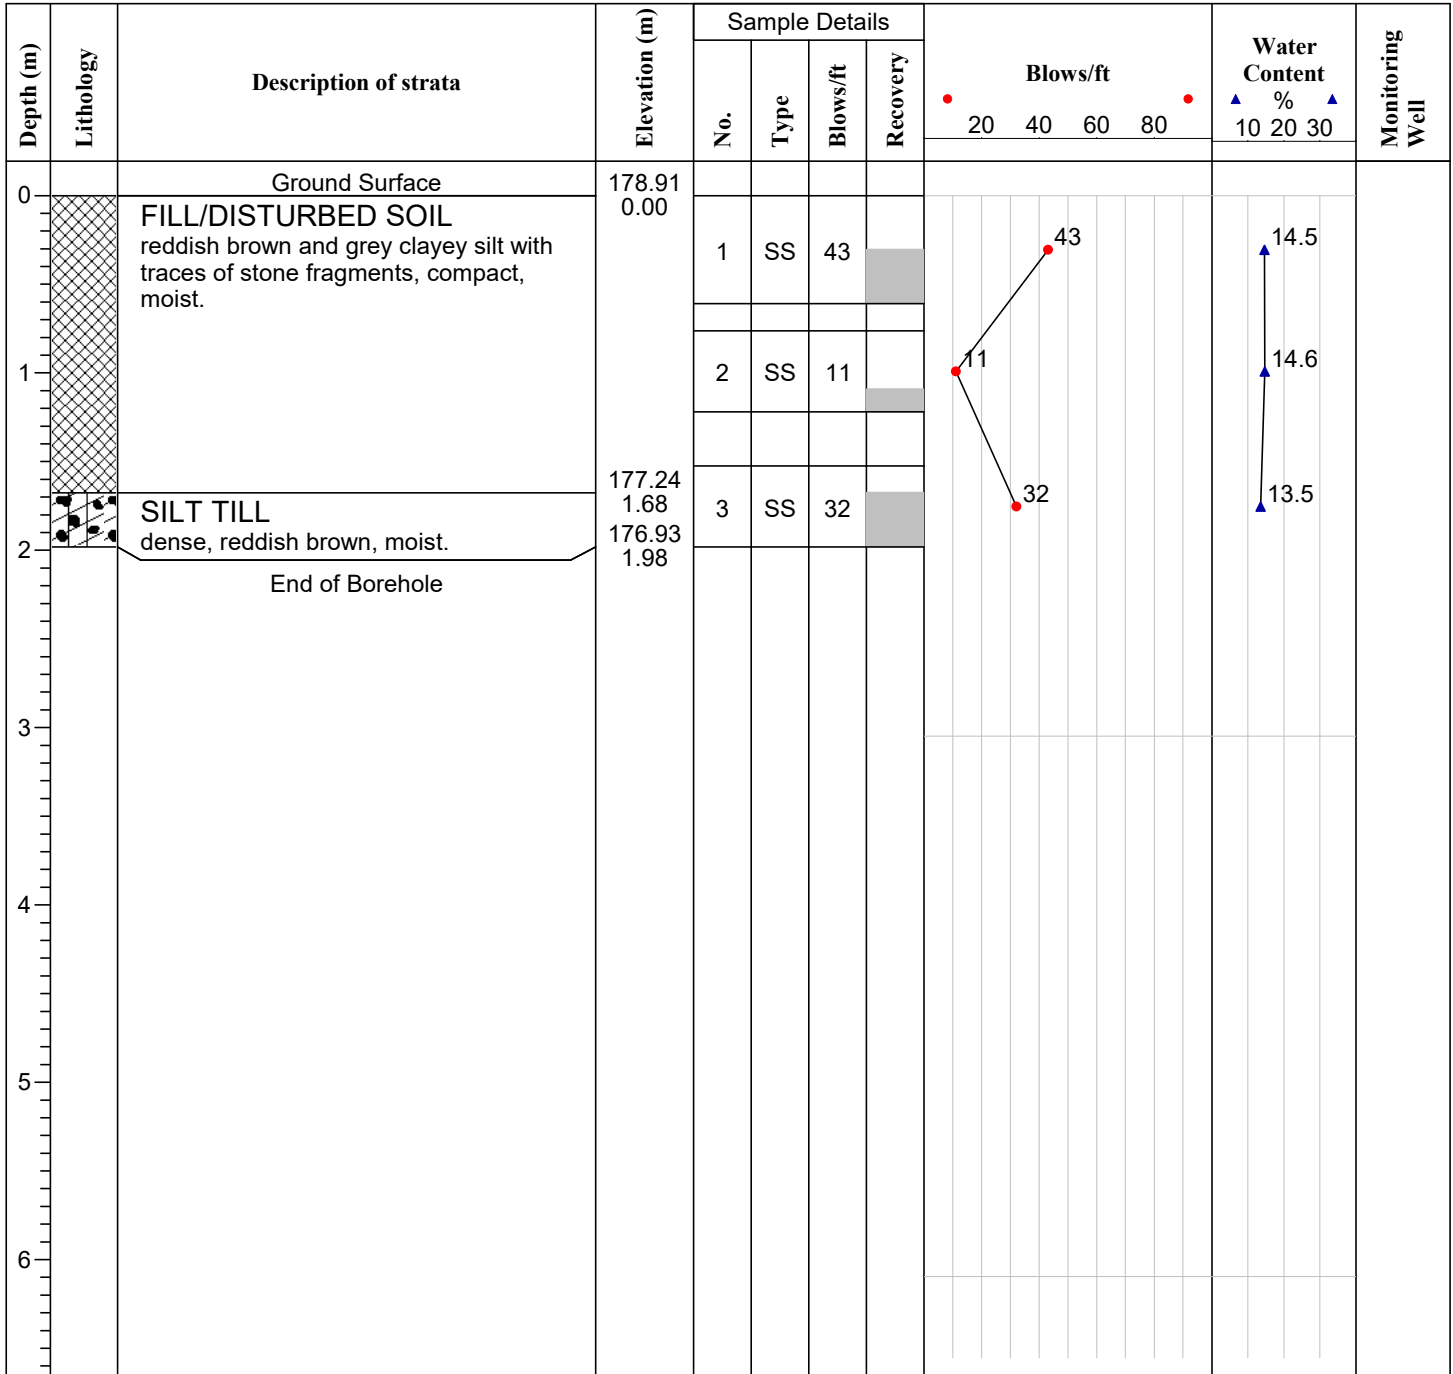 Depth (m)
Lithology
Description of strata
Elevation (m)
Sample Details
No.
Type
Blows/ft
Recovery
Blows/ft
20 40 60 80
Water
Content
%
10 20 30
Monitoring
Well
Ground Surface
178.91
0.00
0
FILL/DISTURBED SOIL
reddish brown and grey clayey silt with
traces of stone fragments, compact,
moist.
1 SS 43
43
14.5
1
2 SS 11
11
14.6
177.24
1.68
SILT TILL
dense, reddish brown, moist.
3 SS 32
32
13.5
176.93
1.98
2
End of Borehole
3
4
5
6